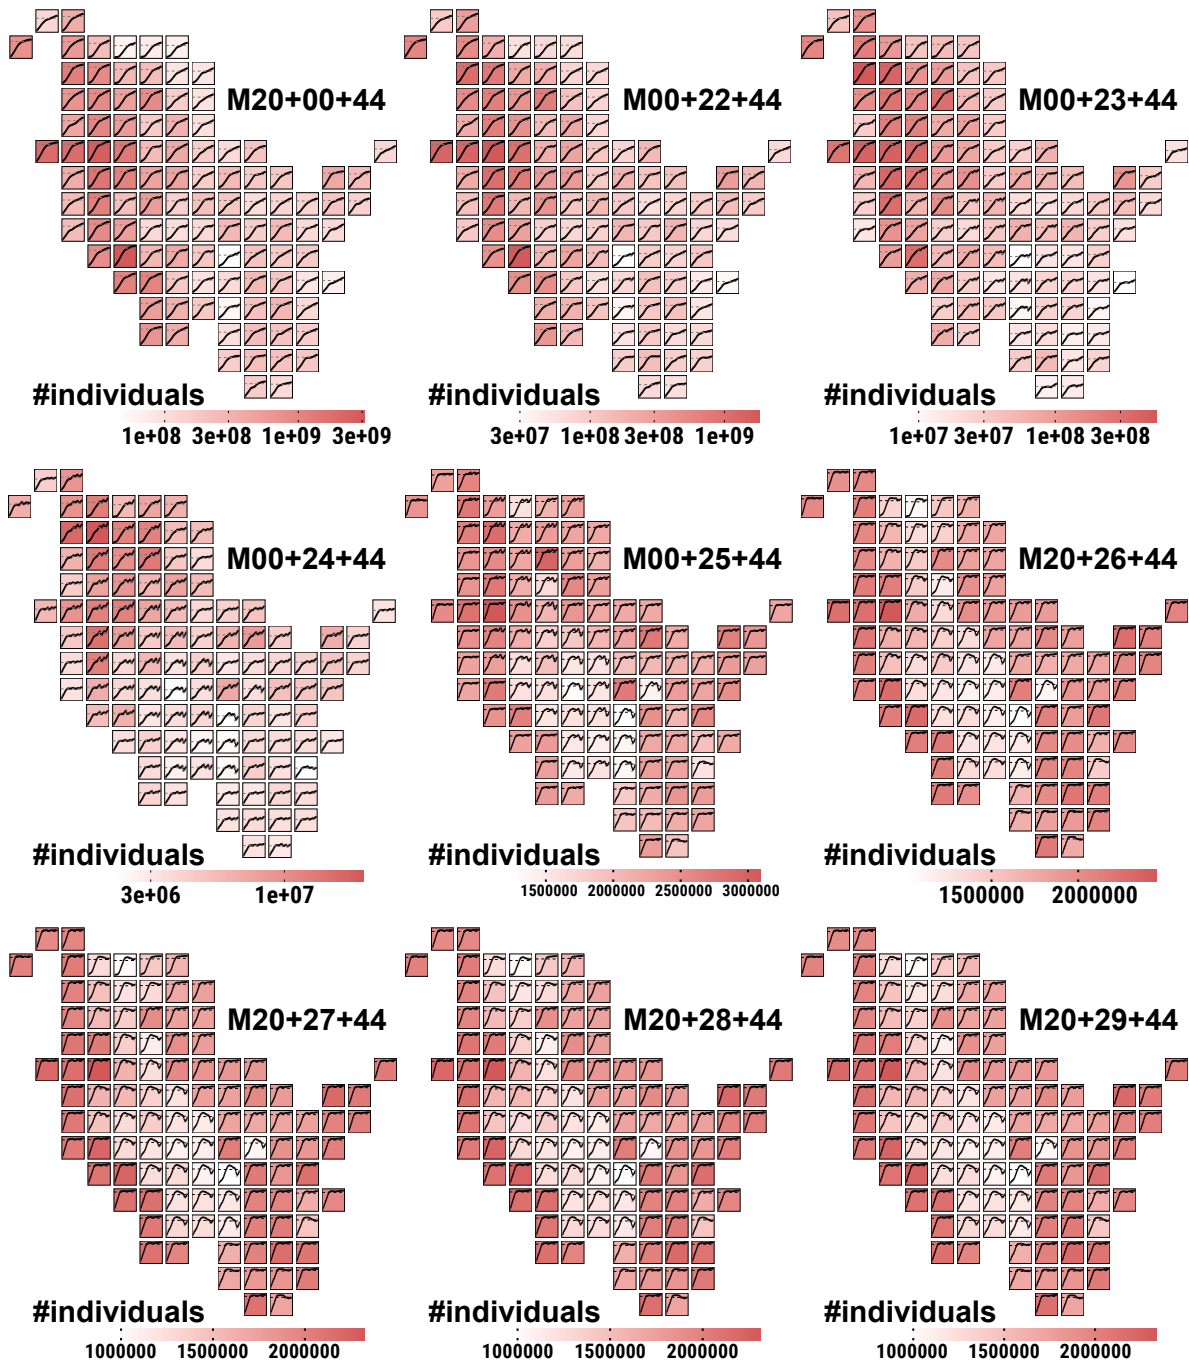 M20+00+44
M00+22+44
M00+23+44
#individuals
#individuals
#individuals
1e+08 3e+08 1e+09 3e+09
3e+07 1e+08 3e+08 1e+09
1e+07 3e+07 1e+08 3e+08
M00+24+44
M00+25+44
M20+26+44
#individuals
#individuals
#individuals
3e+06 1e+07
1500000 2000000 2500000 3000000
1500000 2000000
M20+27+44
M20+28+44
M20+29+44
#individuals
#individuals
#individuals
1000000 1500000 2000000
1000000 1500000 2000000
1000000 1500000 2000000